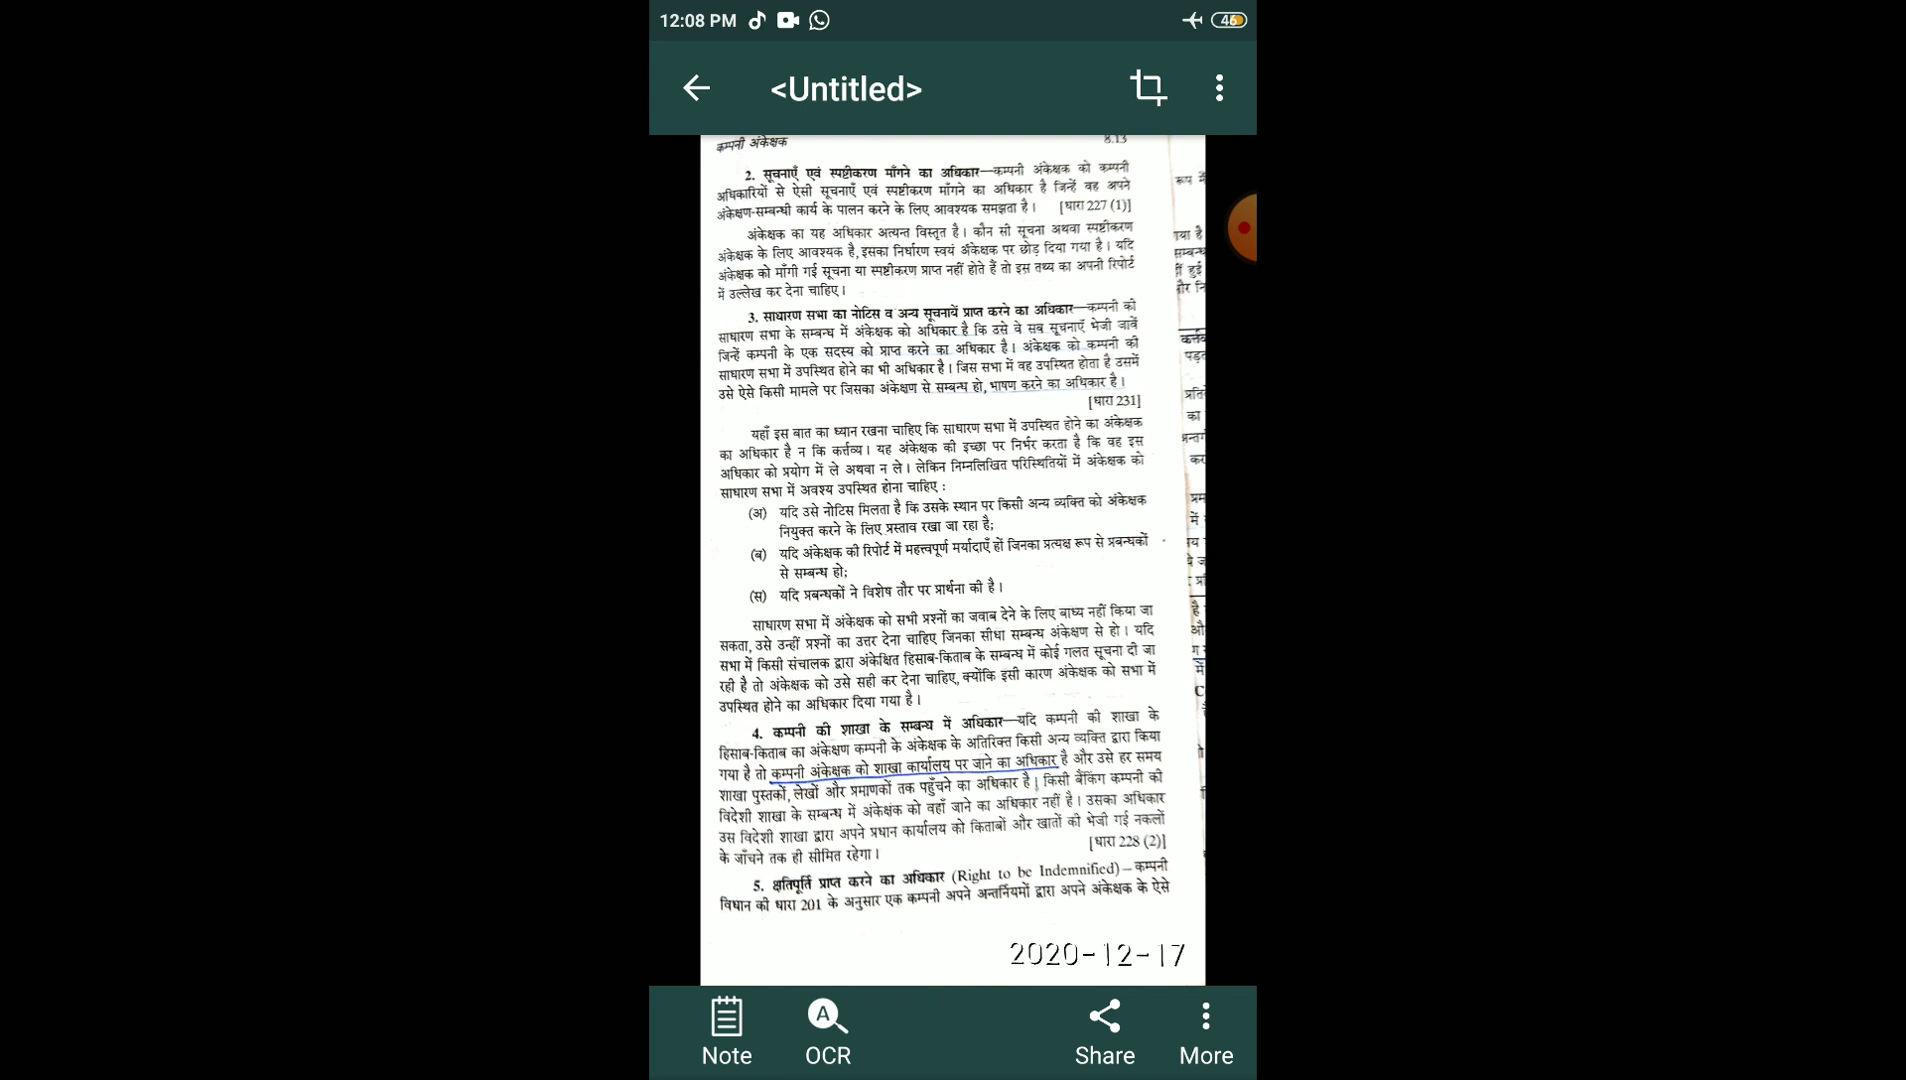 12:08 PM
46
<Untitled>
कम्पनी अंकेक्षक
8.13
2. सूचनाएँ एवं स्पष्टीकरण माँगने का अधिकार—कम्पनी अंकेक्षक को कम्पनी
अधिकारियों से ऐसी सूचनाएँ एवं स्पष्टीकरण माँगने का अधिकार है जिन्हें वह अपने
अंकेक्षण-सम्बन्धी कार्य के पालन करने के लिए आवश्यक समझता है। [धारा 227 (1)]
अंकेक्षक का यह अधिकार अत्यन्त विस्तृत है। कौन सी सूचना अथवा स्पष्टीकरण
अंकेक्षक के लिए आवश्यक है, इसका निर्धारण स्वयं अंकेक्षक पर छोड़ दिया गया है। यदि
अंकेक्षक को माँगी गई सूचना या स्पष्टीकरण प्राप्त नहीं होते हैं तो इस तथ्य का अपनी रिपोर्ट
में उल्लेख कर देना चाहिए।
3. साधारण सभा का नोटिस व अन्य सूचनायें प्राप्त करने का अधिकार—कम्पनी की
साधारण सभा के सम्बन्ध में अंकेक्षक को अधिकार है कि उसे वे सब सूचनाएँ भेजी जावें
जिन्हें कम्पनी के एक सदस्य को प्राप्त करने का अधिकार है। अंकेक्षक को कम्पनी की
साधारण सभा में उपस्थित होने का भी अधिकार है। जिस सभा में वह उपस्थित होता है उसमें
उसे ऐसे किसी मामले पर जिसका अंकेक्षण से सम्बन्ध हो, भाषण करने का अधिकार है।
[धारा 231]
यहाँ इस बात का ध्यान रखना चाहिए कि साधारण सभा में उपस्थित होने का अंकेक्षक
का अधिकार है न कि कर्त्तव्य। यह अंकेक्षक की इच्छा पर निर्भर करता है कि वह इस
अधिकार को प्रयोग में ले अथवा न ले। लेकिन निम्नलिखित परिस्थितियों में अंकेक्षक को
साधारण सभा में अवश्य उपस्थित होना चाहिए :
(अ) यदि उसे नोटिस मिलता है कि उसके स्थान पर किसी अन्य व्यक्ति को अंकेक्षक
नियुक्त करने के लिए प्रस्ताव रखा जा रहा है;
(ब) यदि अंकेक्षक की रिपोर्ट में महत्त्वपूर्ण मर्यादाएँ हों जिनका प्रत्यक्ष रूप से प्रबन्धकों
से सम्बन्ध हो;
(स) यदि प्रबन्धकों ने विशेष तौर पर प्रार्थना की है।
साधारण सभा में अंकेक्षक को सभी प्रश्नों का जवाब देने के लिए बाध्य नहीं किया जा
सकता, उसे उन्हीं प्रश्नों का उत्तर देना चाहिए जिनका सीधा सम्बन्ध अंकेक्षण से हो। यदि
सभा में किसी संचालक द्वारा अंकेक्षित हिसाब-किताब के सम्बन्ध में कोई गलत सूचना दी जा
रही है तो अंकेक्षक को उसे सही कर देना चाहिए, क्योंकि इसी कारण अंकेक्षक को सभा में
उपस्थित होने का अधिकार दिया गया है।
4. कम्पनी की शाखा के सम्बन्ध में अधिकार—यदि कम्पनी की शाखा के
हिसाब-किताब का अंकेक्षण कम्पनी के अंकेक्षक के अतिरिक्त किसी अन्य व्यक्ति द्वारा किया
गया है तो कम्पनी अंकेक्षक को शाखा कार्यालय पर जाने का अधिकार है और उसे हर समय
शाखा पुस्तकों, लेखों और प्रमाणकों तक पहुँचने का अधिकार है। किसी बैंकिंग कम्पनी की
विदेशी शाखा के सम्बन्ध में अंकेक्षक को वहाँ जाने का अधिकार नहीं है। उसका अधिकार
उस विदेशी शाखा द्वारा अपने प्रधान कार्यालय को किताबों और खातों की भेजी गई नकलों
के जाँचने तक ही सीमित रहेगा। [धारा 228 (2)]
5. क्षतिपूर्ति प्राप्त करने का अधिकार (Right to be Indemnified) – कम्पनी
विधान की धारा 201 के अनुसार एक कम्पनी अपने अन्तर्नियमों द्वारा अपने अंकेक्षक के ऐसे
2020-12-17
Note
OCR
Share
More